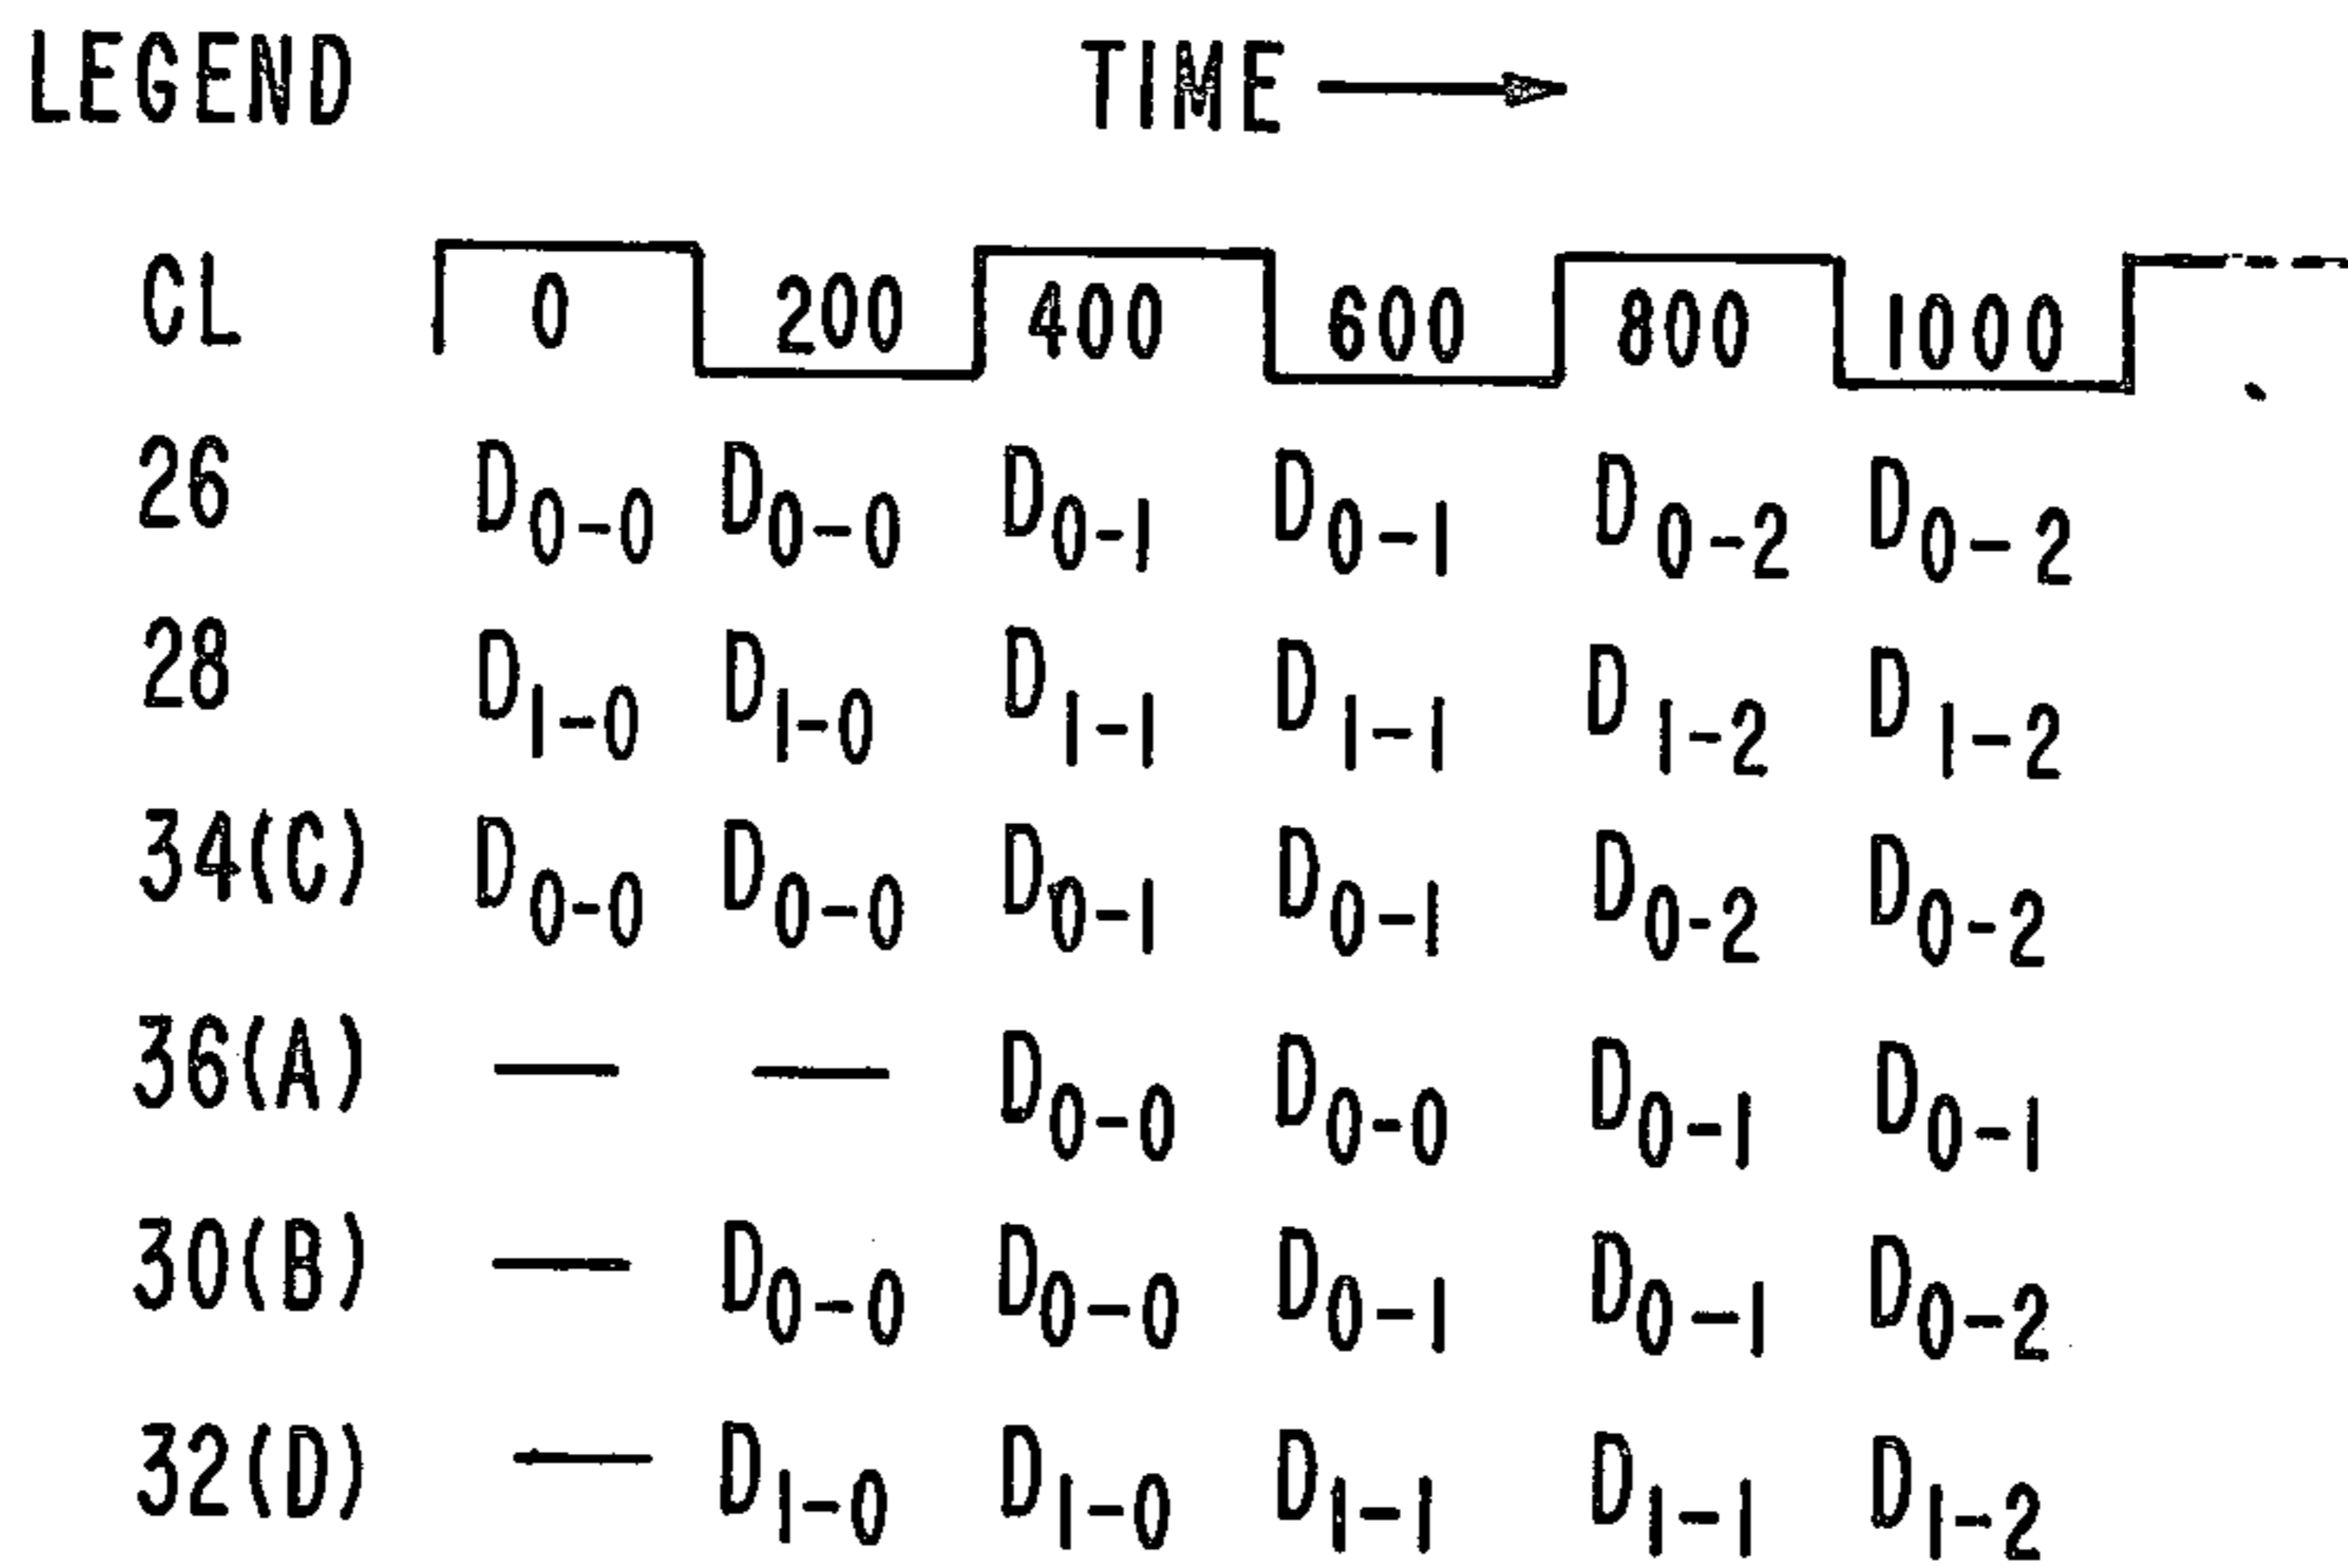 LEGEND TIME
CL 0 200 400 600 800 1000
26 D0-0 D0-0 D0-1 D0-1 D0-2 D0-2
28 D1-0 D1-0 D1-1 D1-1 D1-2 D1-2
34(C) D0-0 D0-0 D0-1 D0-1 D0-2 D0-2
36(A) — — D0-0 D0-0 D0-1 D0-1
30(B) — D0-0 D0-0 D0-1 D0-1 D0-2
32(D) — D1-0 D1-0 D1-1 D1-1 D1-2